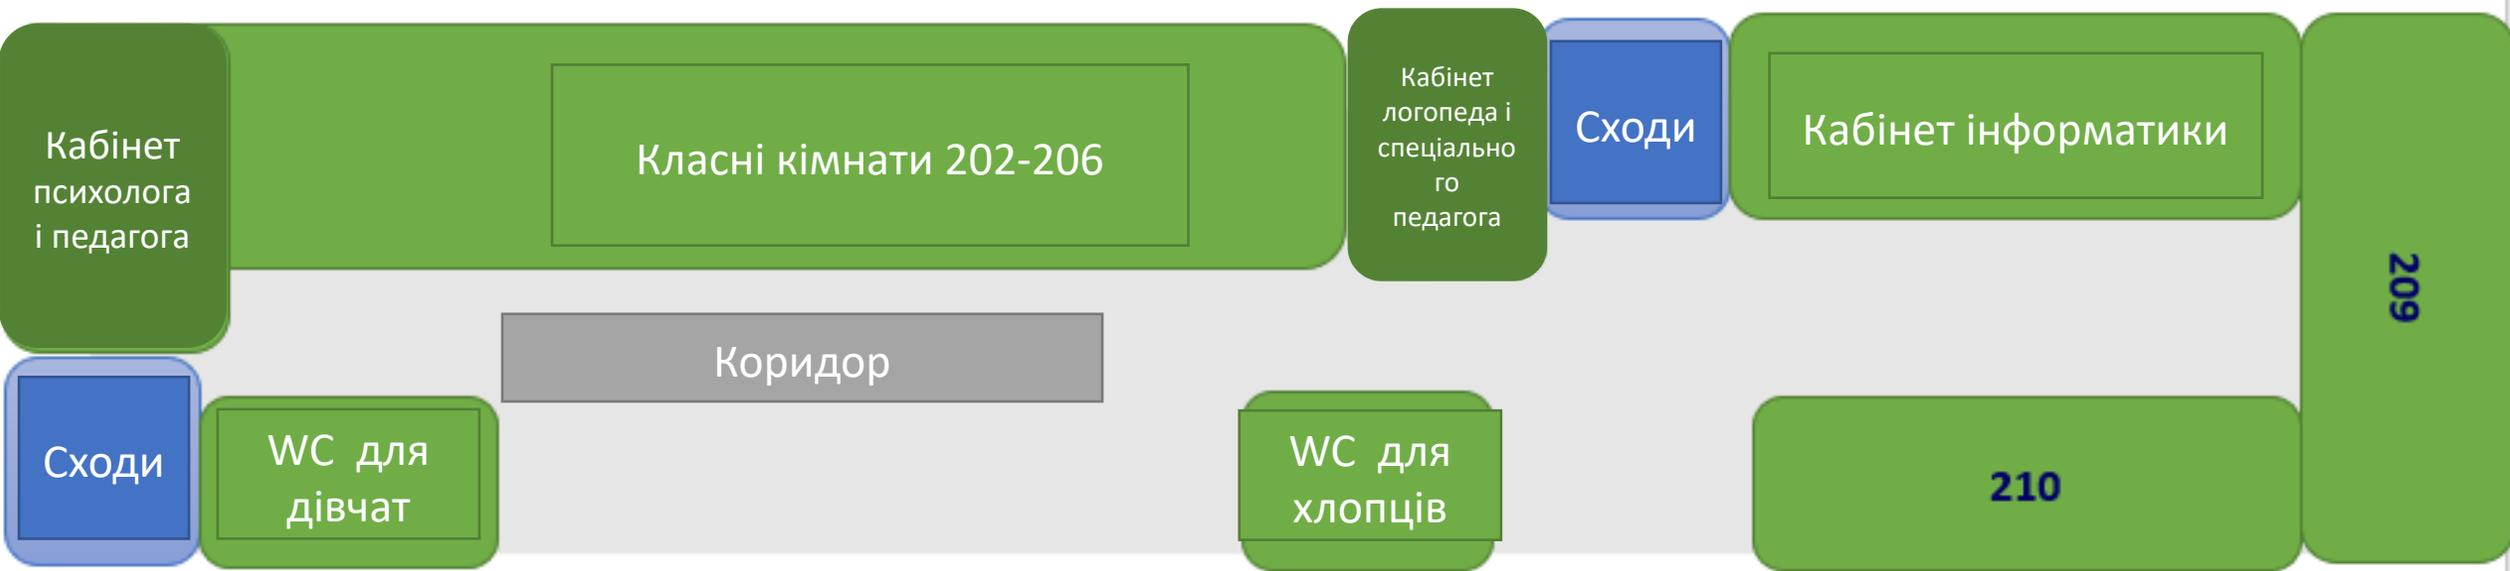 Кабінет
психолога
і педагога
Класні кімнати 202-206
Кабінет
логопеда і
спеціально
го
педагога
Сходи
Кабінет інформатики
209
Коридор
Сходи
WC для
дівчат
WC для
хлопців
210